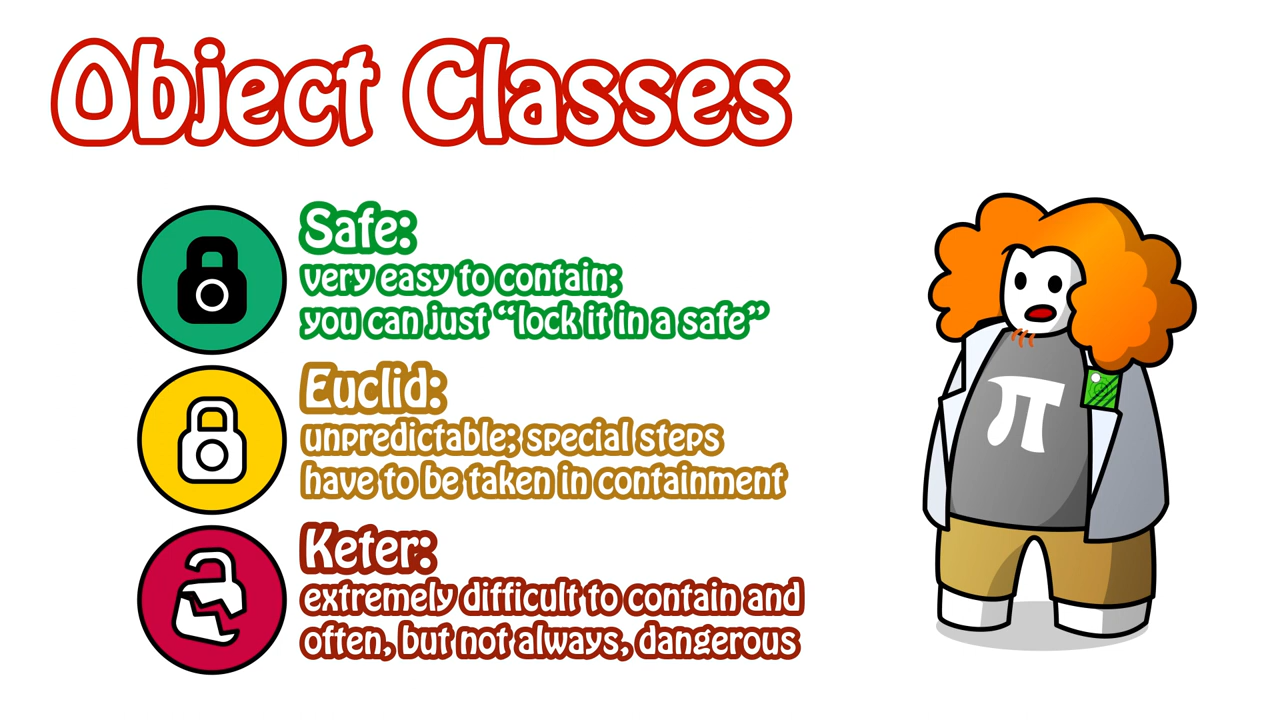 Object Classes
Safe:
very easy to contain;
you can just “lock it in a safe”
Euclid:
unpredictable; special steps
have to be taken in containment
Keter:
extremely difficult to contain and
often, but not always, dangerous
π